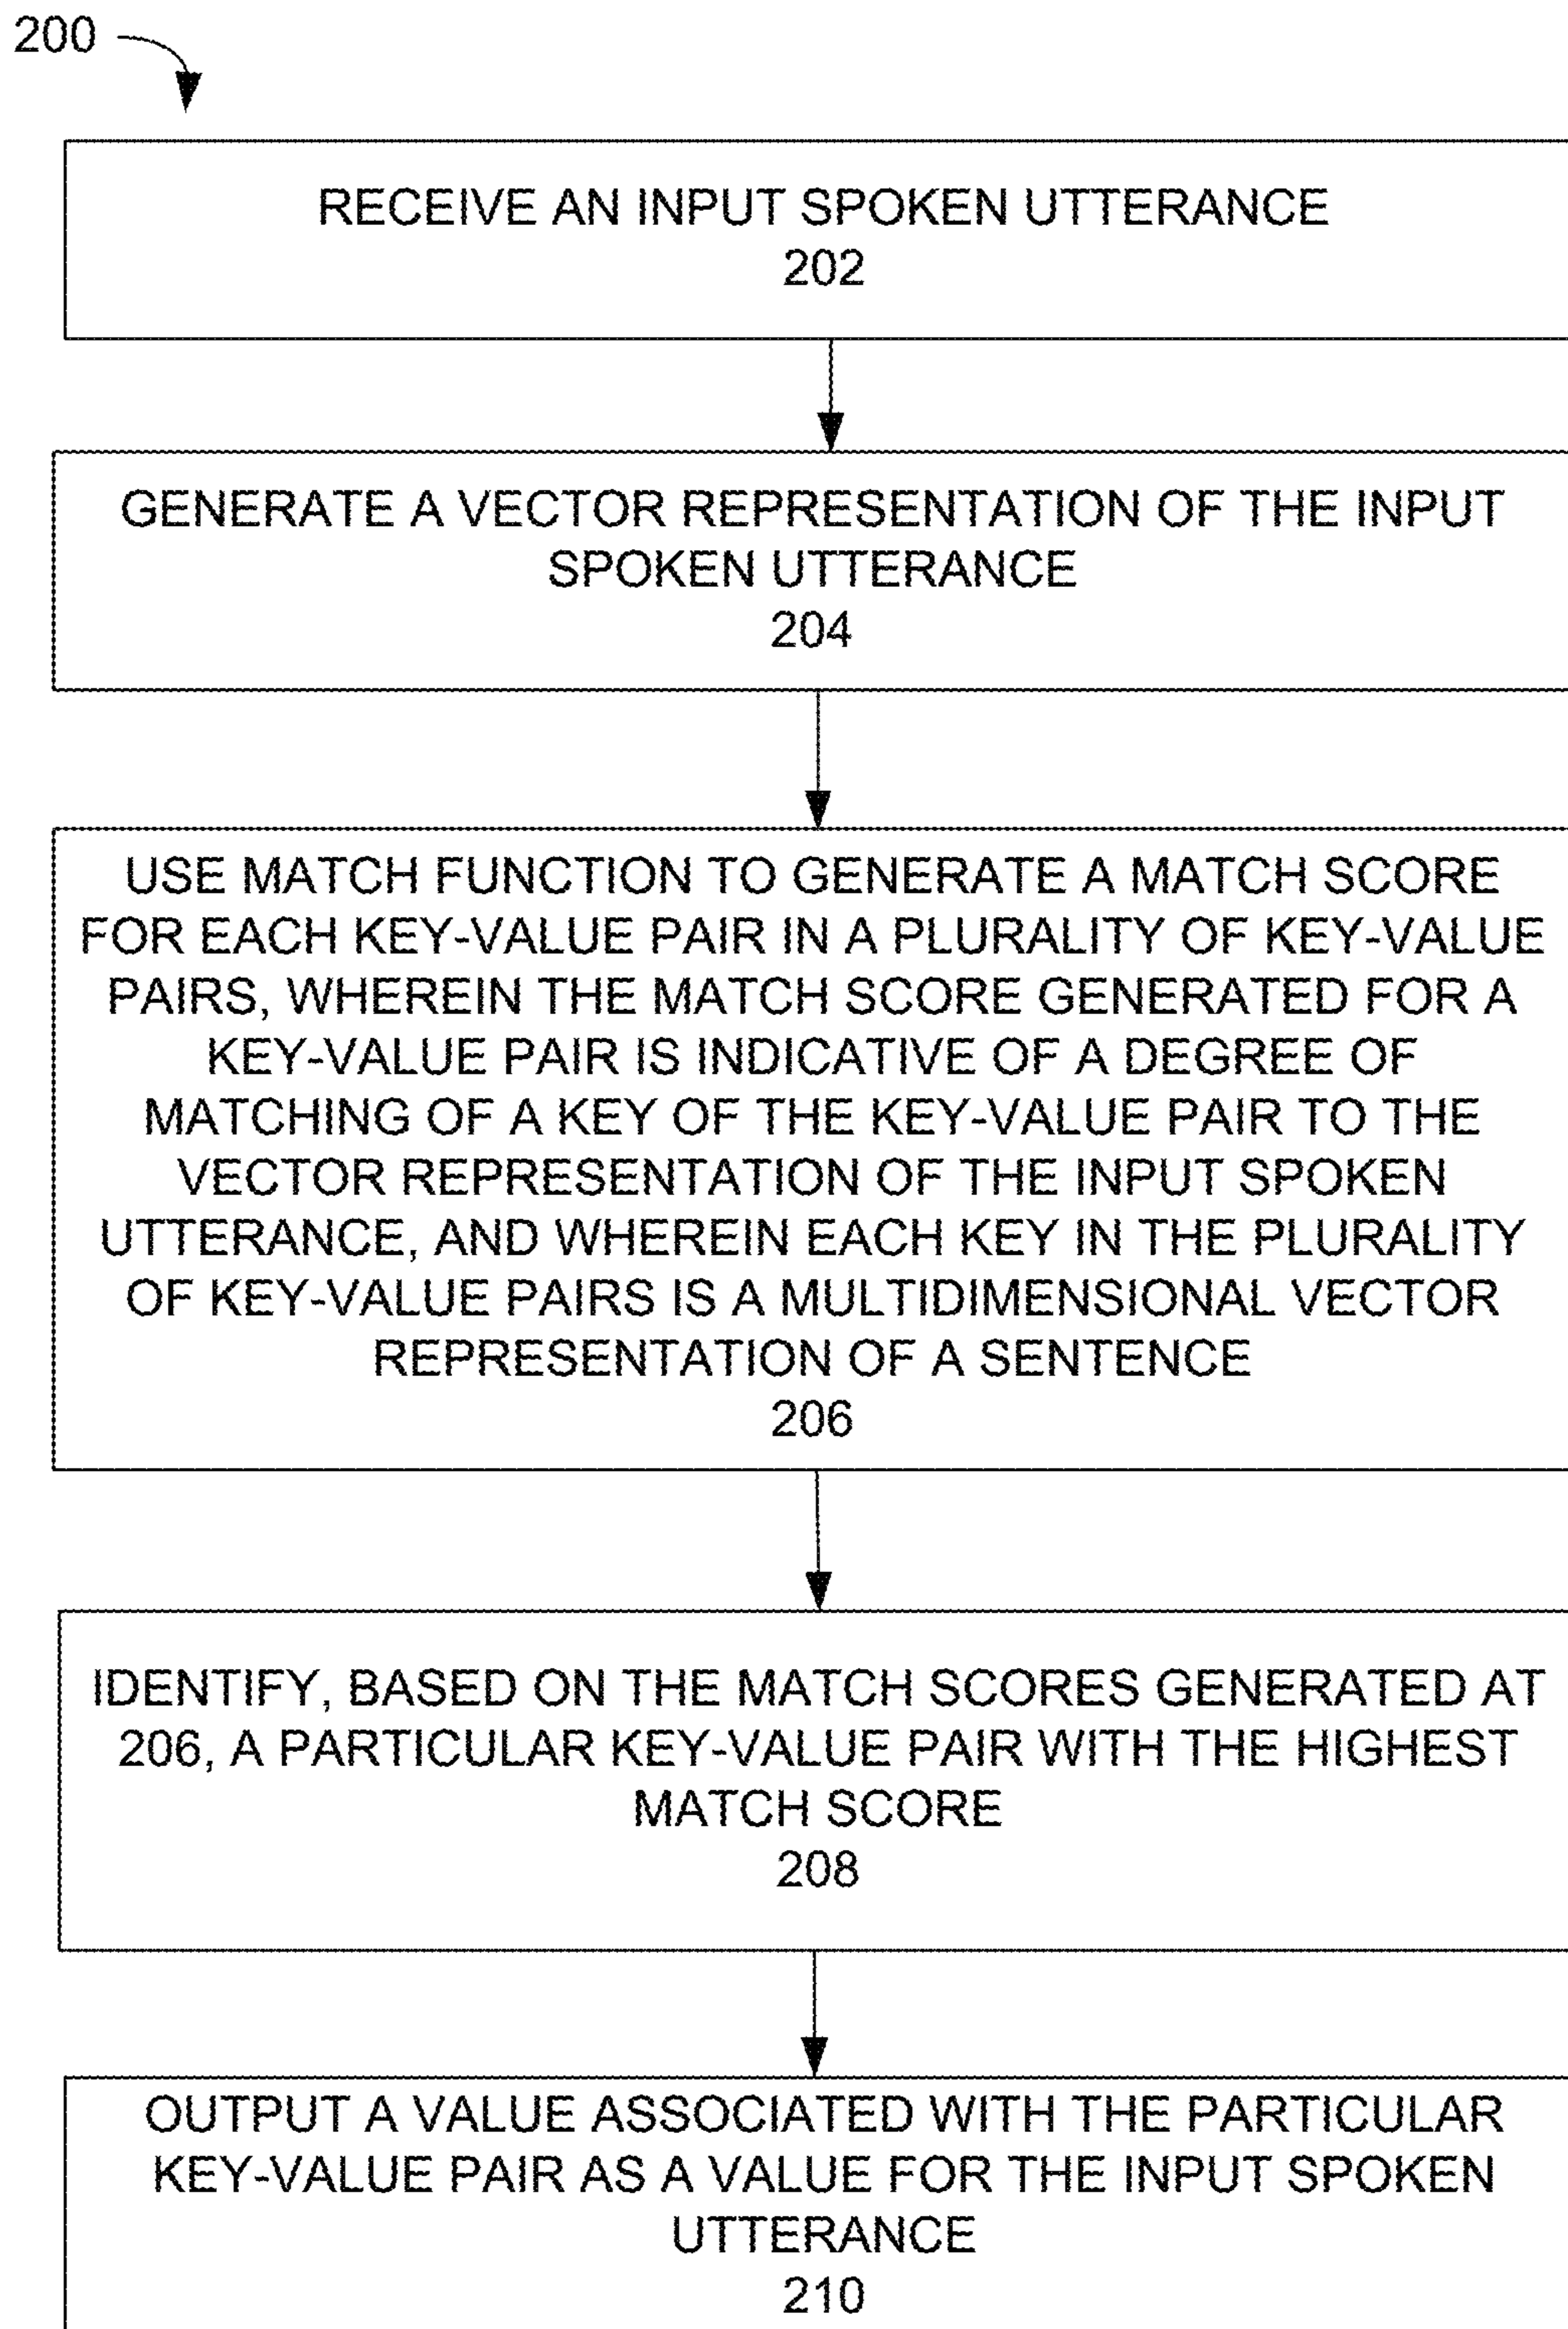 200
RECEIVE AN INPUT SPOKEN UTTERANCE
202
GENERATE A VECTOR REPRESENTATION OF THE INPUT
SPOKEN UTTERANCE
204
USE MATCH FUNCTION TO GENERATE A MATCH SCORE
FOR EACH KEY-VALUE PAIR IN A PLURALITY OF KEY-VALUE
PAIRS, WHEREIN THE MATCH SCORE GENERATED FOR A
KEY-VALUE PAIR IS INDICATIVE OF A DEGREE OF
MATCHING OF A KEY OF THE KEY-VALUE PAIR TO THE
VECTOR REPRESENTATION OF THE INPUT SPOKEN
UTTERANCE, AND WHEREIN EACH KEY IN THE PLURALITY
OF KEY-VALUE PAIRS IS A MULTIDIMENSIONAL VECTOR
REPRESENTATION OF A SENTENCE
206
IDENTIFY, BASED ON THE MATCH SCORES GENERATED AT
206, A PARTICULAR KEY-VALUE PAIR WITH THE HIGHEST
MATCH SCORE
208
OUTPUT A VALUE ASSOCIATED WITH THE PARTICULAR
KEY-VALUE PAIR AS A VALUE FOR THE INPUT SPOKEN
UTTERANCE
210